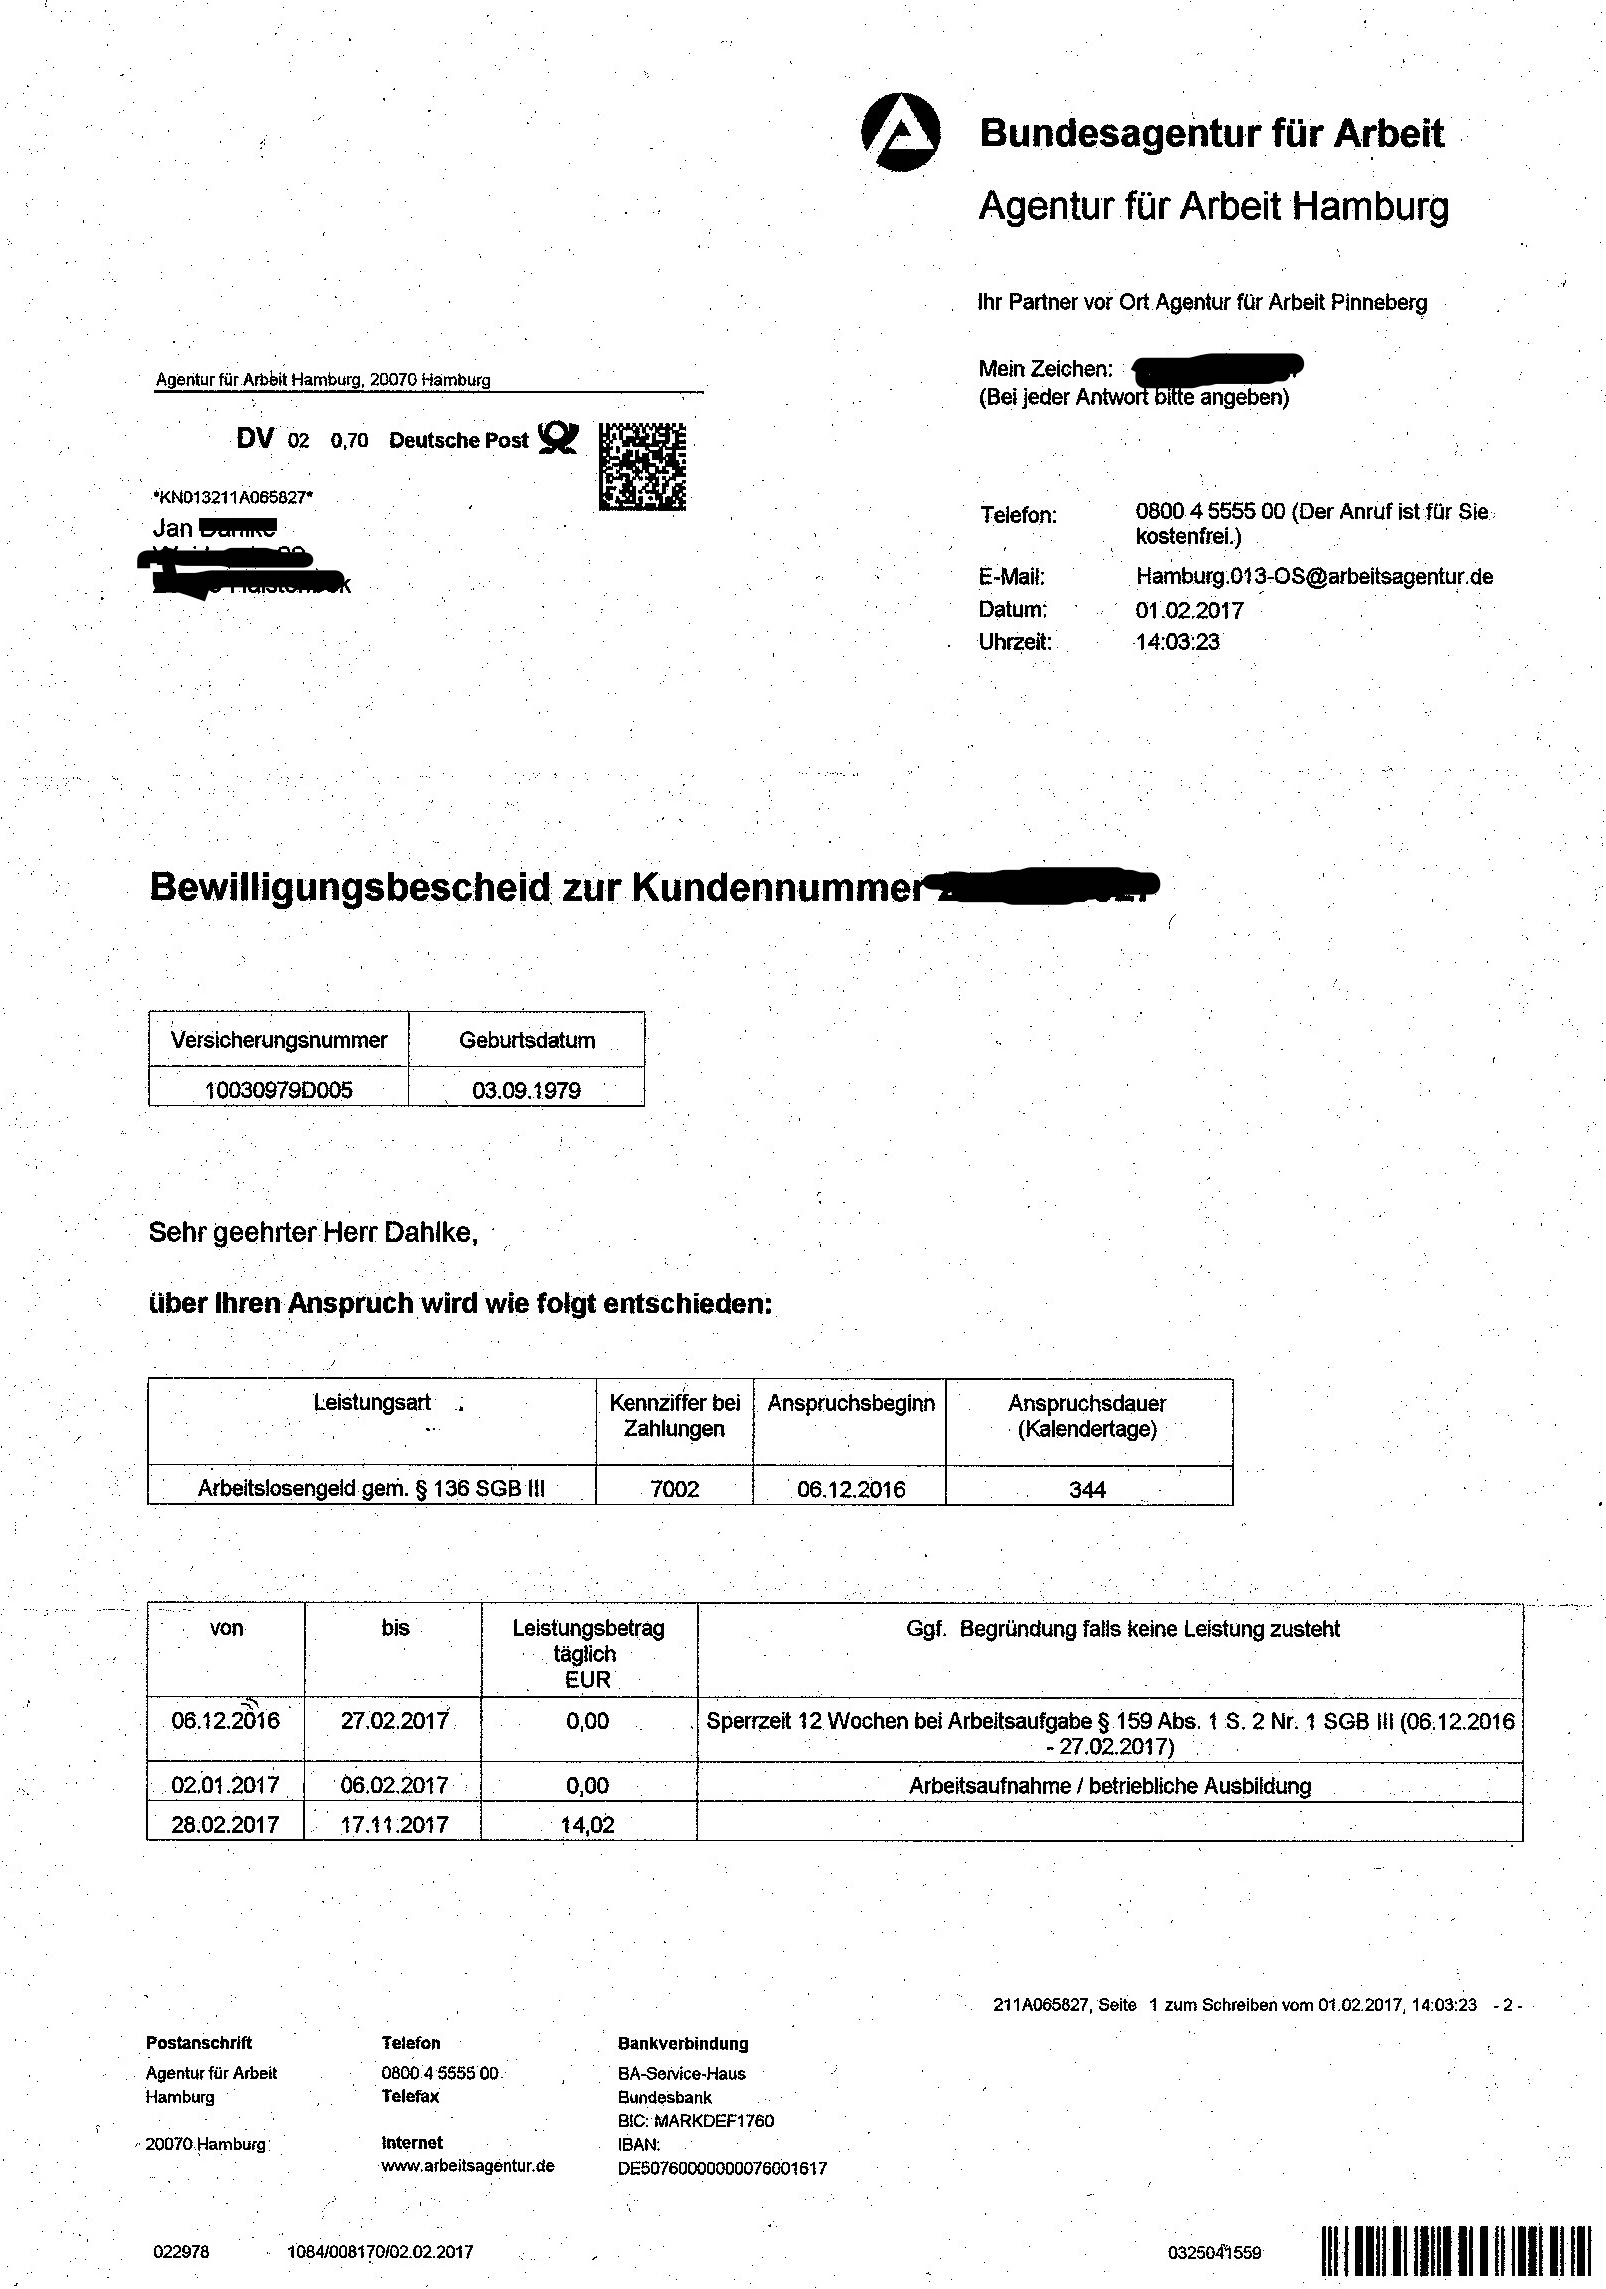 Bundesagentur für Arbeit
Agentur für Arbeit Hamburg
Ihr Partner vor Ort Agentur für Arbeit Pinneberg
Mein Zeichen:
(Bei jeder Antwort bitte angeben)
Agentur für Arbeit Hamburg, 20070 Hamburg
DV 02 0,70 Deutsche Post
*KN013211A065827*
Jan
Telefon: 0800 4 5555 00 (Der Anruf ist für Sie
kostenfrei.)
E-Mail: Hamburg.013-OS@arbeitsagentur.de
Datum: 01.02.2017
Uhrzeit: 14:03:23
Bewilligungsbescheid zur Kundennummer
Versicherungsnummer Geburtsdatum
10030979D005 03.09.1979
Sehr geehrter Herr Dahlke,
über Ihren Anspruch wird wie folgt entschieden:
Leistungsart Kennziffer bei Anspruchsbeginn Anspruchsdauer
Zahlungen (Kalendertage)
Arbeitslosengeld gem. § 136 SGB III 7002 06.12.2016 344
von bis Leistungsbetrag Ggf. Begründung falls keine Leistung zusteht
täglich
EUR
06.12.2016 27.02.2017 0,00 Sperrzeit 12 Wochen bei Arbeitsaufgabe § 159 Abs. 1 S. 2 Nr. 1 SGB III (06.12.2016
- 27.02.2017)
02.01.2017 06.02.2017 0,00 Arbeitsaufnahme / betriebliche Ausbildung
28.02.2017 17.11.2017 14,02
211A065827, Seite 1 zum Schreiben vom 01.02.2017, 14:03:23 - 2 -
Postanschrift Telefon Bankverbindung
Agentur für Arbeit 0800 4 5555 00 BA-Service-Haus
Hamburg Telefax Bundesbank
BIC: MARKDEF1760
20070 Hamburg Internet IBAN:
www.arbeitsagentur.de DE50760000000076001617
022978 1084/008170/02.02.2017 0325041559